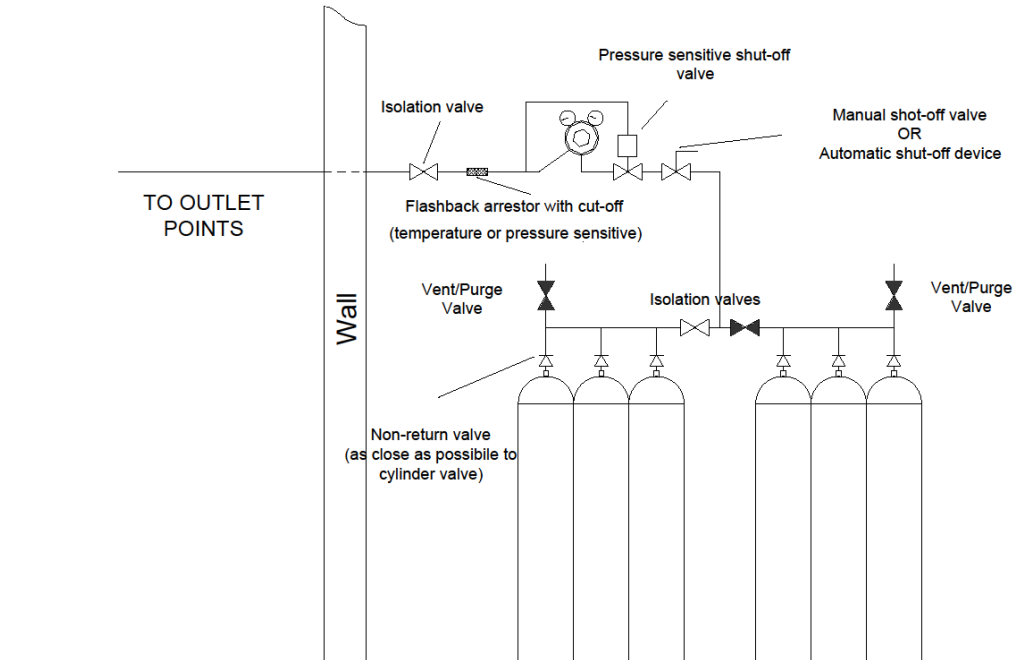 Pressure sensitive shut-off
valve
Isolation valve
Manual shot-off valve
OR
Automatic shut-off device
TO OUTLET
POINTS
Flashback arrestor with cut-off
(temperature or pressure sensitive)
Vent/Purge
Valve
Isolation valves
Vent/Purge
Valve
Wall
Non-return valve
(as close as possibile to
cylinder valve)